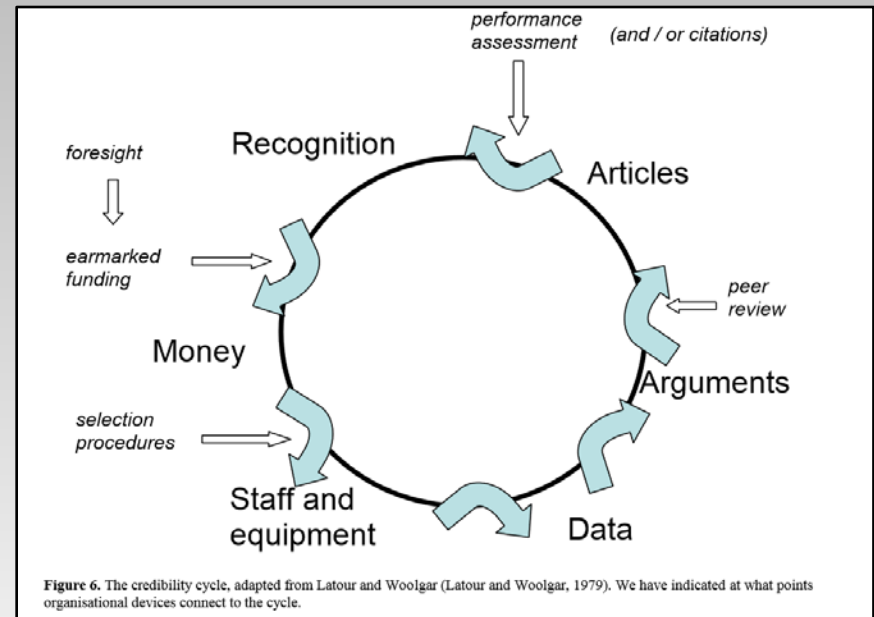 performance
assessment
(and / or citations)
Recognition
foresight
Articles
earmarked
funding
peer
review
Money
Arguments
selection
procedures
Staff and
equipment
Data
Figure 6. The credibility cycle, adapted from Latour and Woolgar (Latour and Woolgar, 1979). We have indicated at what points
organisational devices connect to the cycle.